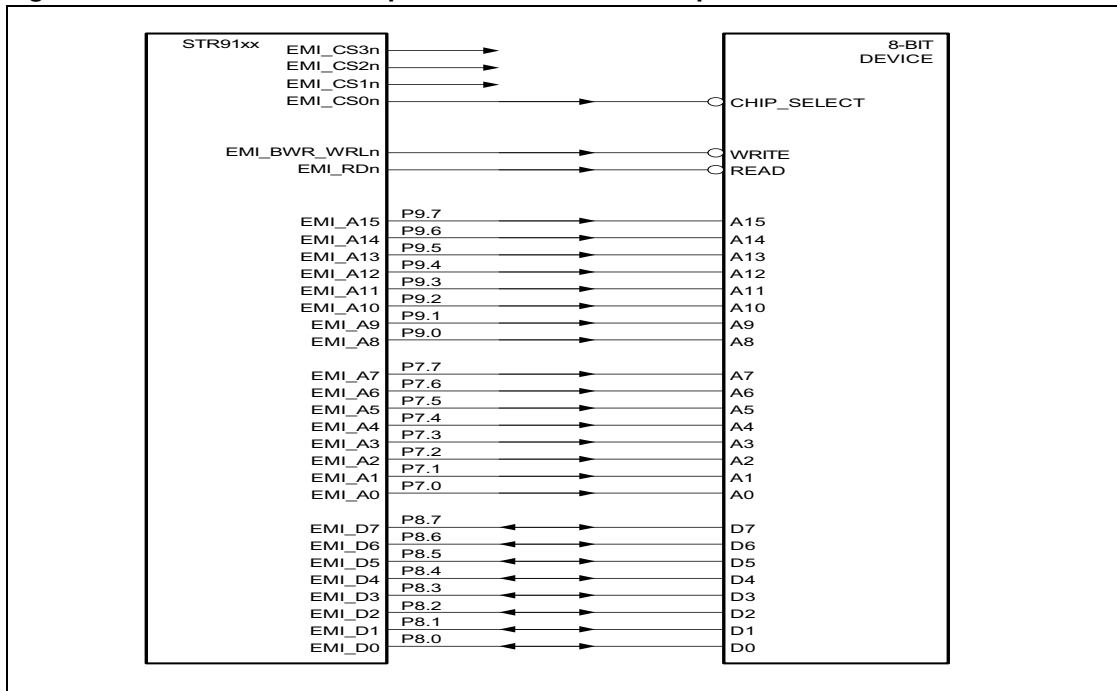 STR91xx
8-BIT
DEVICE
EMI_CS3n
EMI_CS2n
EMI_CS1n
EMI_CS0n CHIP_SELECT
EMI_BWR_WRLn WRITE
EMI_RDn READ
EMI_A15 P9.7 A15
EMI_A14 P9.6 A14
EMI_A13 P9.5 A13
EMI_A12 P9.4 A12
EMI_A11 P9.3 A11
EMI_A10 P9.2 A10
EMI_A9 P9.1 A9
EMI_A8 P9.0 A8
EMI_A7 P7.7 A7
EMI_A6 P7.6 A6
EMI_A5 P7.5 A5
EMI_A4 P7.4 A4
EMI_A3 P7.3 A3
EMI_A2 P7.2 A2
EMI_A1 P7.1 A1
EMI_A0 P7.0 A0
EMI_D7 P8.7 D7
EMI_D6 P8.6 D6
EMI_D5 P8.5 D5
EMI_D4 P8.4 D4
EMI_D3 P8.3 D3
EMI_D2 P8.2 D2
EMI_D1 P8.1 D1
EMI_D0 P8.0 D0